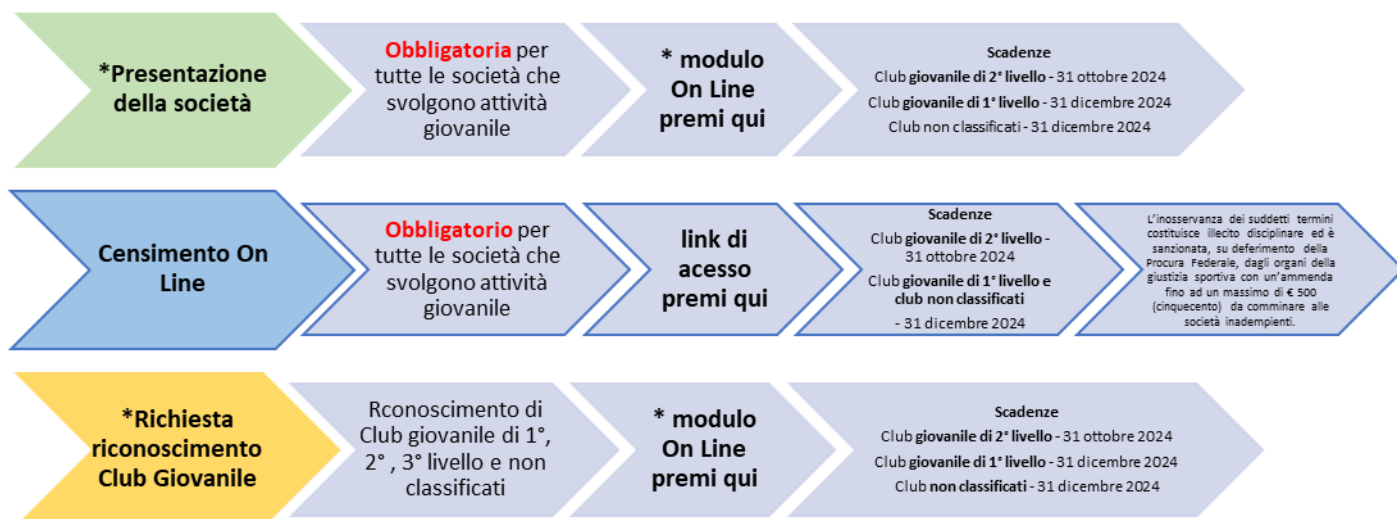 *Presentazione
della società
Obbligatoria per
tutte le società che
svolgono attività
giovanile
* modulo
On Line
premi qui
Scadenze
Club giovanile di 2° livello - 31 ottobre 2024
Club giovanile di 1° livello - 31 dicembre 2024
Club non classificati - 31 dicembre 2024
Censimento On
Line
Obbligatorio per
tutte le società che
svolgono attività
giovanile
link di
acesso
premi qui
Scadenze
Club giovanile di 2° livello -
31 ottobre 2024
Club giovanile di 1° livello e
club non classificati
- 31 dicembre 2024
L'inosservanza dei suddetti termini
costituisce illecito disciplinare ed è
sanzionata, su deferimento della
Procura Federale, dagli organi della
giustizia sportiva con un'ammenda
fino ad un massimo di € 500
(cinquecento) da comminare alle
società inadempienti.
*Richiesta
riconoscimento
Club Giovanile
Rconoscimento di
Club giovanile di 1°,
2° , 3° livello e non
classificati
* modulo
On Line
premi qui
Scadenze
Club giovanile di 2° livello - 31 ottobre 2024
Club giovanile di 1° livello - 31 dicembre 2024
Club non classificati - 31 dicembre 2024